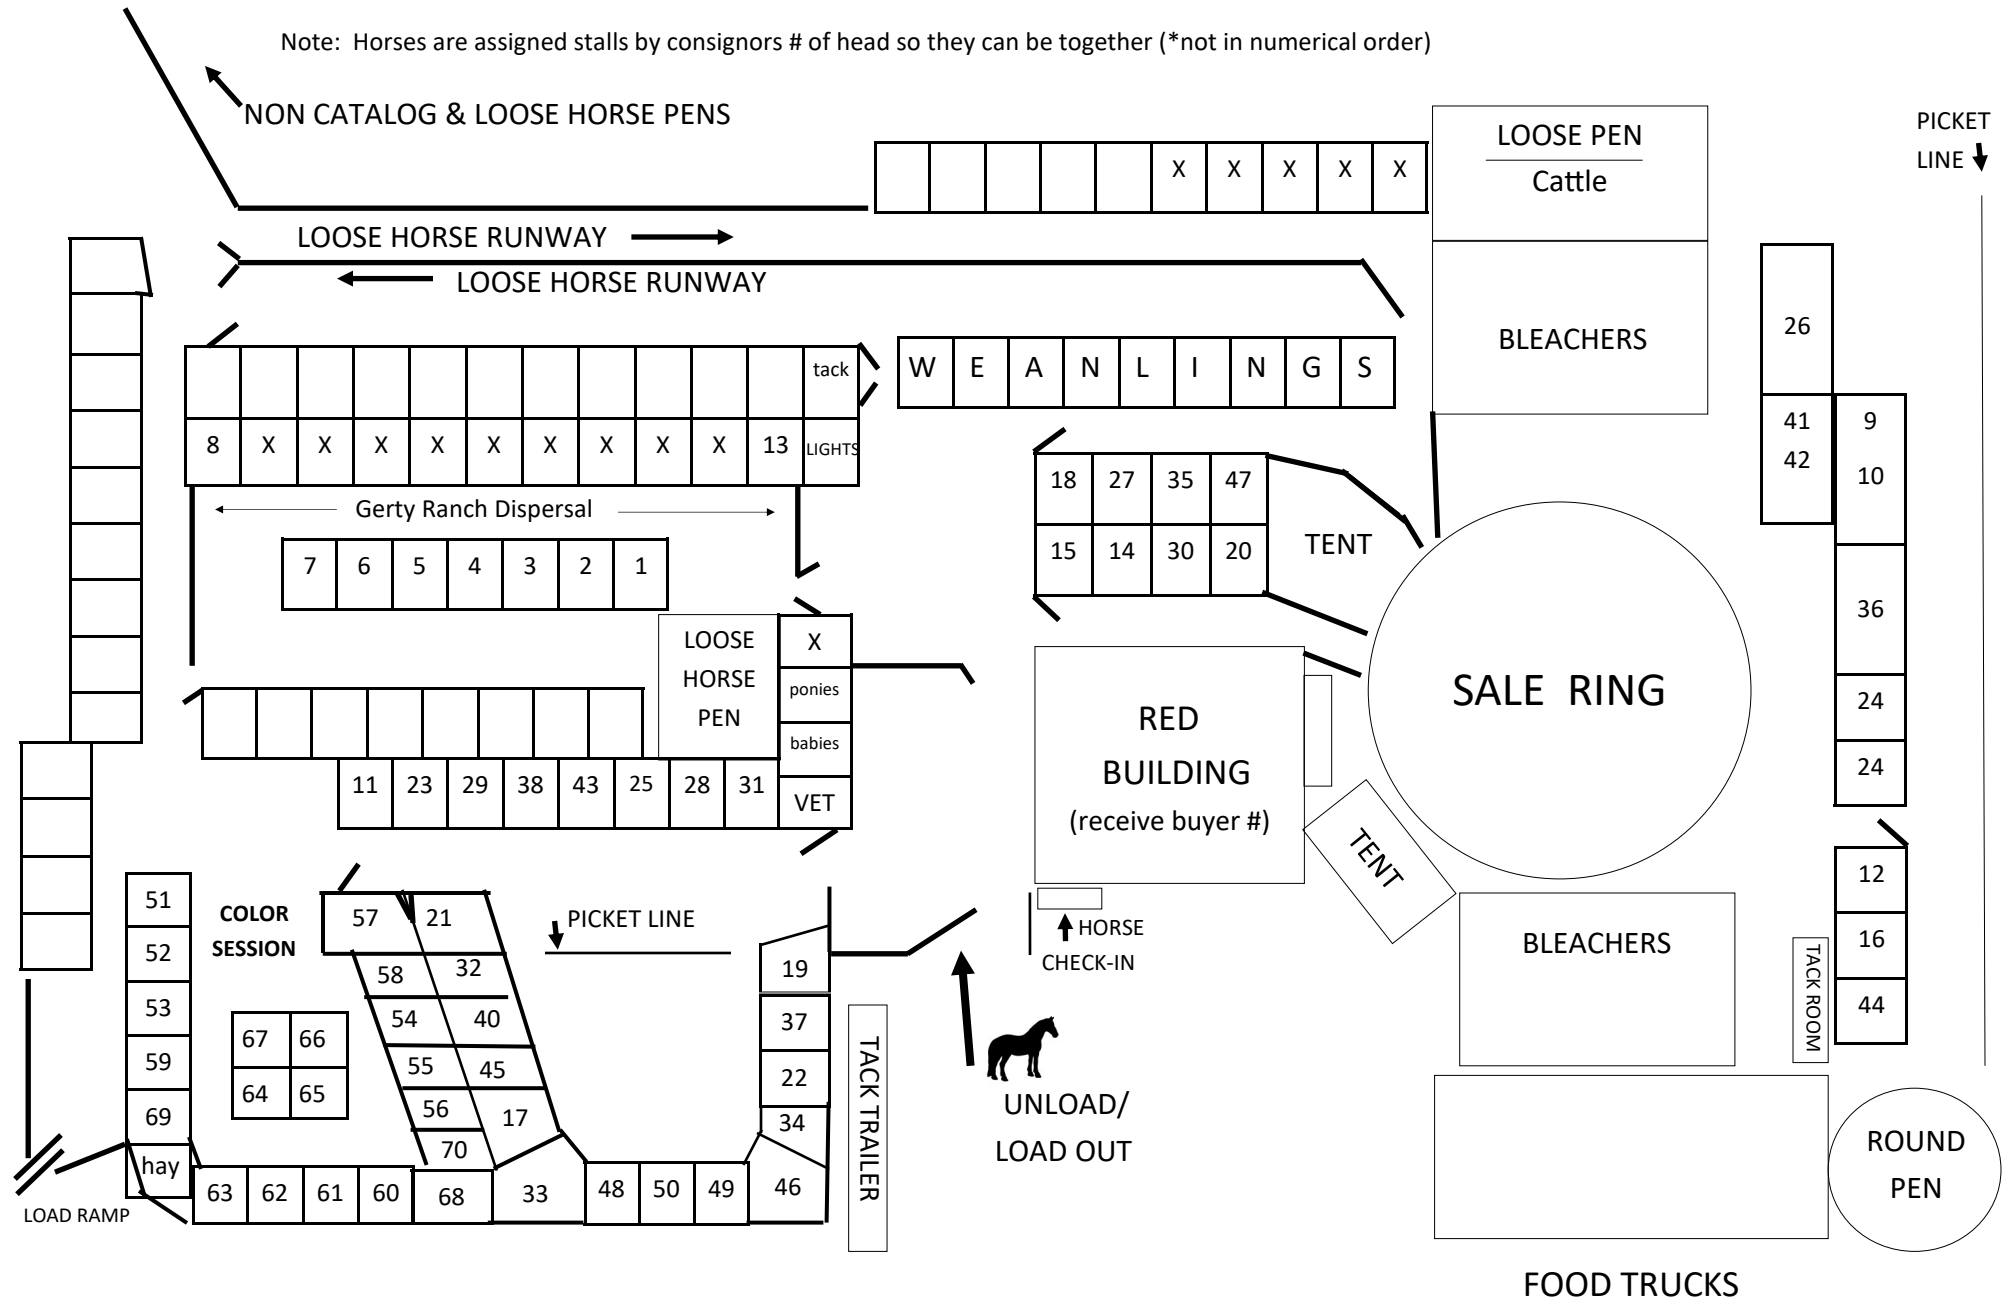 Note: Horses are assigned stalls by consignors # of head so they can be together (*not in numerical order)
NON CATALOG & LOOSE HORSE PENS
PICKET
LINE
LOOSE PEN
Cattle
X X X X X
LOOSE HORSE RUNWAY
LOOSE HORSE RUNWAY
BLEACHERS
26
tack
W E A N L I N G S
8 X X X X X X X X X 13 LIGHTS
41
42
9
10
Gerty Ranch Dispersal
18 27 35 47
15 14 30 20
TENT
7 6 5 4 3 2 1
36
LOOSE
HORSE
PEN
X
ponies
babies
VET
SALE RING
24
24
RED
BUILDING
(receive buyer #)
11 23 29 38 43 25 28 31
TENT
12
16
44
51
52
53
59
69
hay
COLOR
SESSION
57 21
58 32
54 40
55 45
56 17
70
PICKET LINE
19
37
22
34
46
HORSE
CHECK-IN
BLEACHERS
TACK ROOM
67 66
64 65
TACK TRAILER
UNLOAD/
LOAD OUT
ROUND
PEN
63 62 61 60 68 33 48 50 49
LOAD RAMP
FOOD TRUCKS